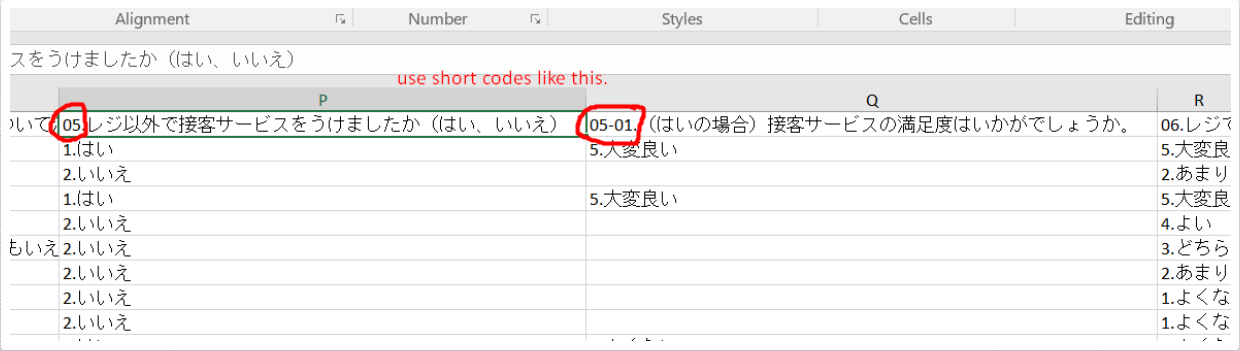 Alignment Number Styles Cells Editing
スをうけましたか（はい、いいえ）
use short codes like this.
P Q R
05.レジ以外で接客サービスをうけましたか（はい、いいえ） 05-01.（はいの場合）接客サービスの満足度はいかがでしょうか。 06.レジで
1.はい 5.大変良い 5.大変良
2.いいえ 2.あまり
1.はい 5.大変良い 5.大変良
2.いいえ 4.よい
もいえ 2.いいえ 3.どちら
2.いいえ 2.あまり
2.いいえ 1.よくな
2.いいえ 1.よくな